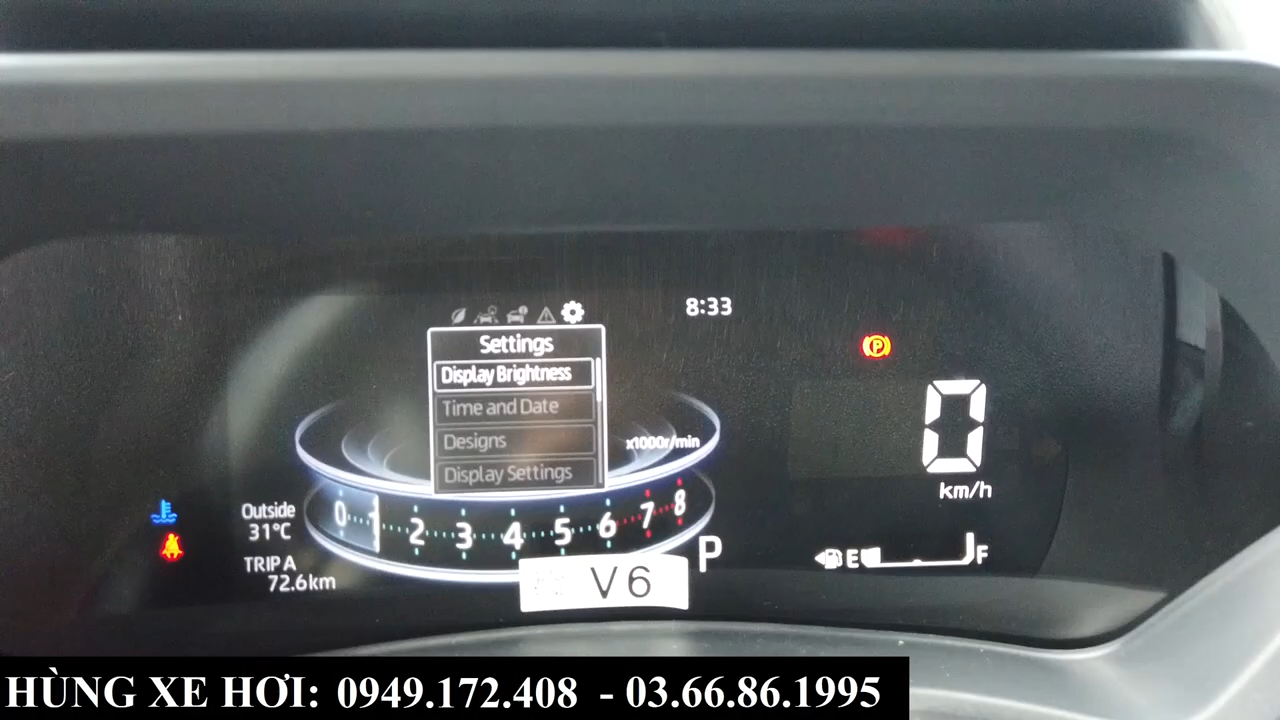 8:33
Settings
Display Brightness
Time and Date
Designs
Display Settings
x1000r/min
0 1 2 3 4 5 6 7 8
P
0
km/h
Outside
31°C
TRIP A
72.6km
P
E F
V6
HÙNG XE HƠI: 0949.172.408 - 03.66.86.1995